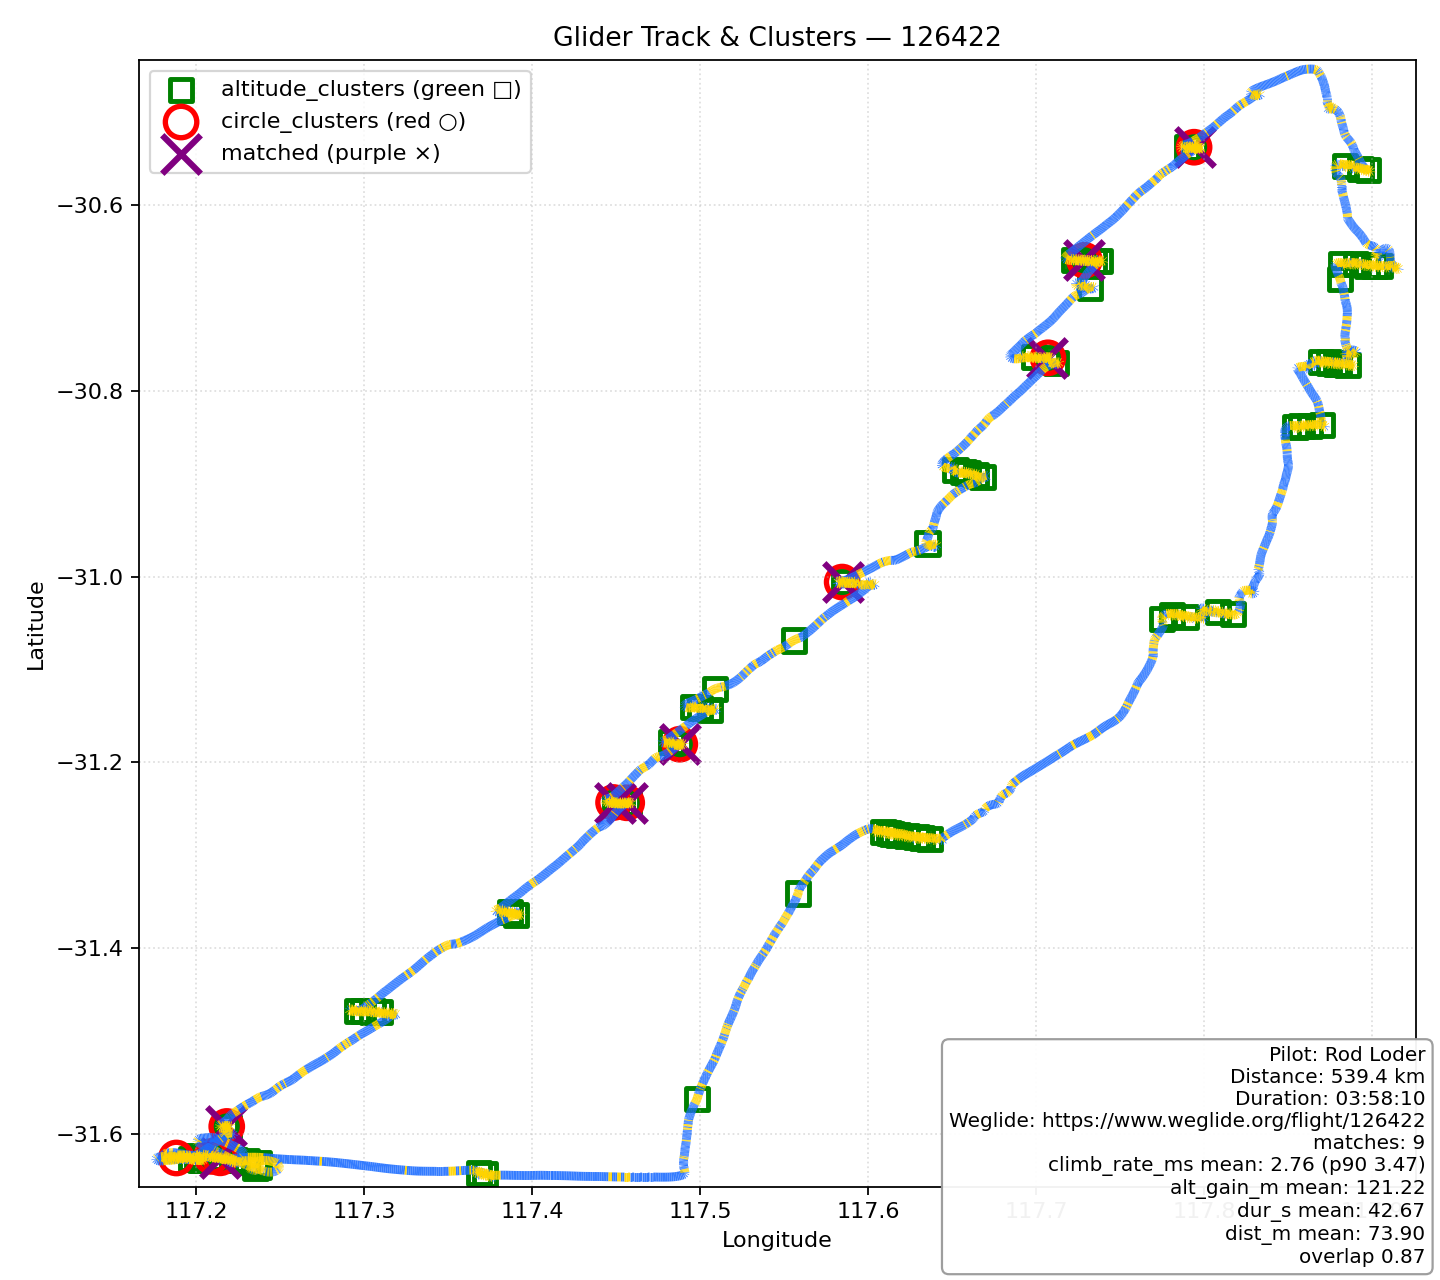 Glider Track & Clusters — 126422
altitude_clusters (green □)
circle_clusters (red ○)
matched (purple ×)
−30.6
−30.8
−31.0
−31.2
−31.4
−31.6
Latitude
117.2
117.3
117.4
117.5
117.6
117.7
117.8
Longitude
Pilot: Rod Loder
Distance: 539.4 km
Duration: 03:58:10
Weglide: https://www.weglide.org/flight/126422
matches: 9
climb_rate_ms mean: 2.76 (p90 3.47)
alt_gain_m mean: 121.22
dur_s mean: 42.67
dist_m mean: 73.90
overlap 0.87